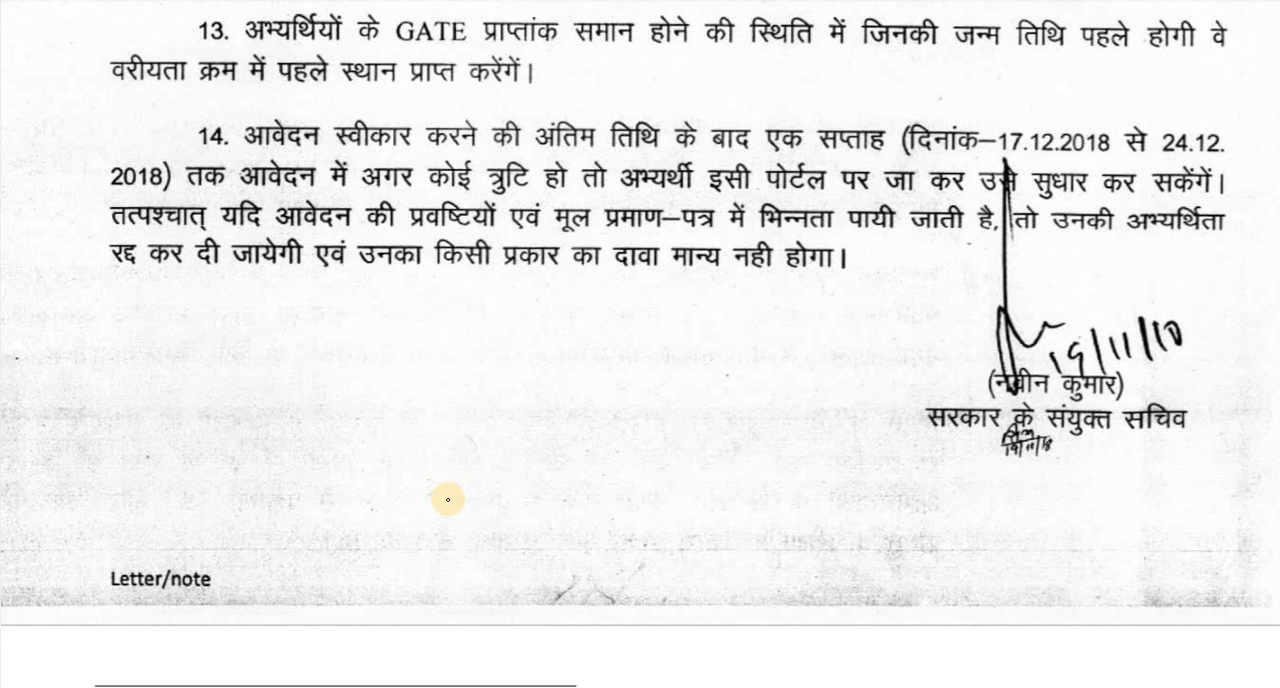 13. अभ्यर्थियों के GATE प्राप्तांक समान होने की स्थिति में जिनकी जन्म तिथि पहले होगी वे
वरीयता क्रम में पहले स्थान प्राप्त करेंगें।
14. आवेदन स्वीकार करने की अंतिम तिथि के बाद एक सप्ताह (दिनांक–17.12.2018 से 24.12.
2018) तक आवेदन में अगर कोई त्रुटि हो तो अभ्यर्थी इसी पोर्टल पर जा कर उसे सुधार कर सकेंगें।
तत्पश्चात् यदि आवेदन की प्रवष्टियों एवं मूल प्रमाण–पत्र में भिन्नता पायी जाती है, तो उनकी अभ्यर्थिता
रद्द कर दी जायेगी एवं उनका किसी प्रकार का दावा मान्य नही होगा।
19/11/18
(नवीन कुमार)
सरकार के संयुक्त सचिव
Letter/note